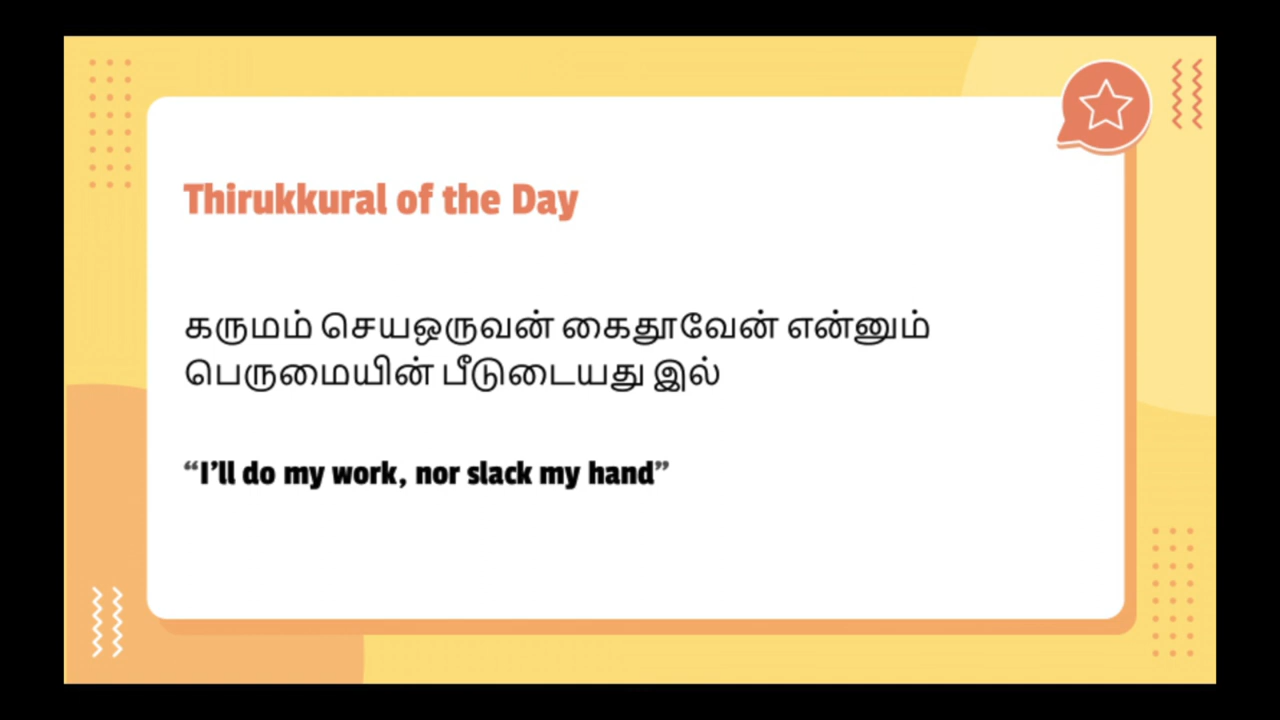 Thirukkural of the Day
கருமம் செயஒருவன் கைதூவேன் என்னும்
பெருமையின் பீடுடையது இல்
“I’ll do my work, nor slack my hand”